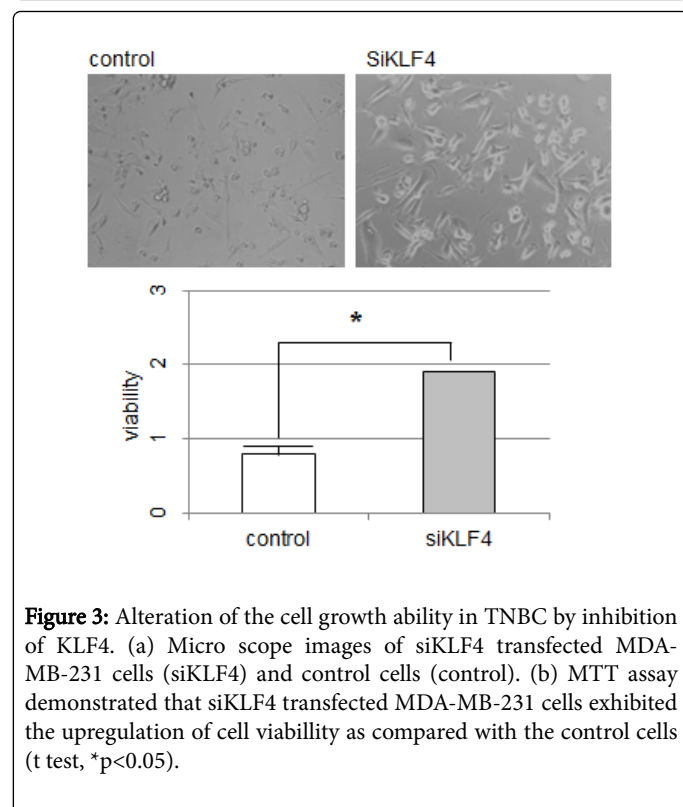 control
SiKLF4
3
2
1
0
viability
*
control
siKLF4
Figure 3: Alteration of the cell growth ability in TNBC by inhibition
of KLF4. (a) Micro scope images of siKLF4 transfected MDA-
MB-231 cells (siKLF4) and control cells (control). (b) MTT assay
demonstrated that siKLF4 transfected MDA-MB-231 cells exhibited
the upregulation of cell viabillity as compared with the control cells
(t test, *p<0.05).